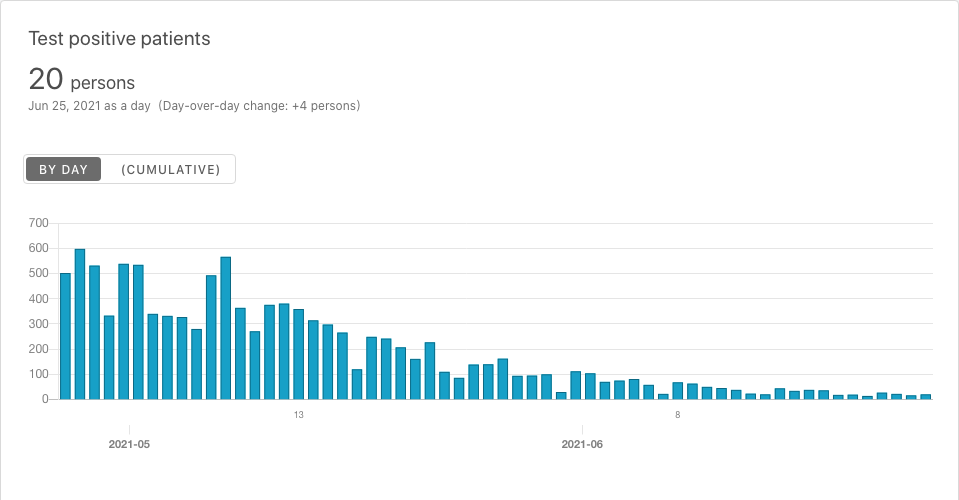 Test positive patients
20 persons
Jun 25, 2021 as a day (Day-over-day change: +4 persons)
BY DAY (CUMULATIVE)
700
600
500
400
300
200
100
0
13 8
2021-05 2021-06